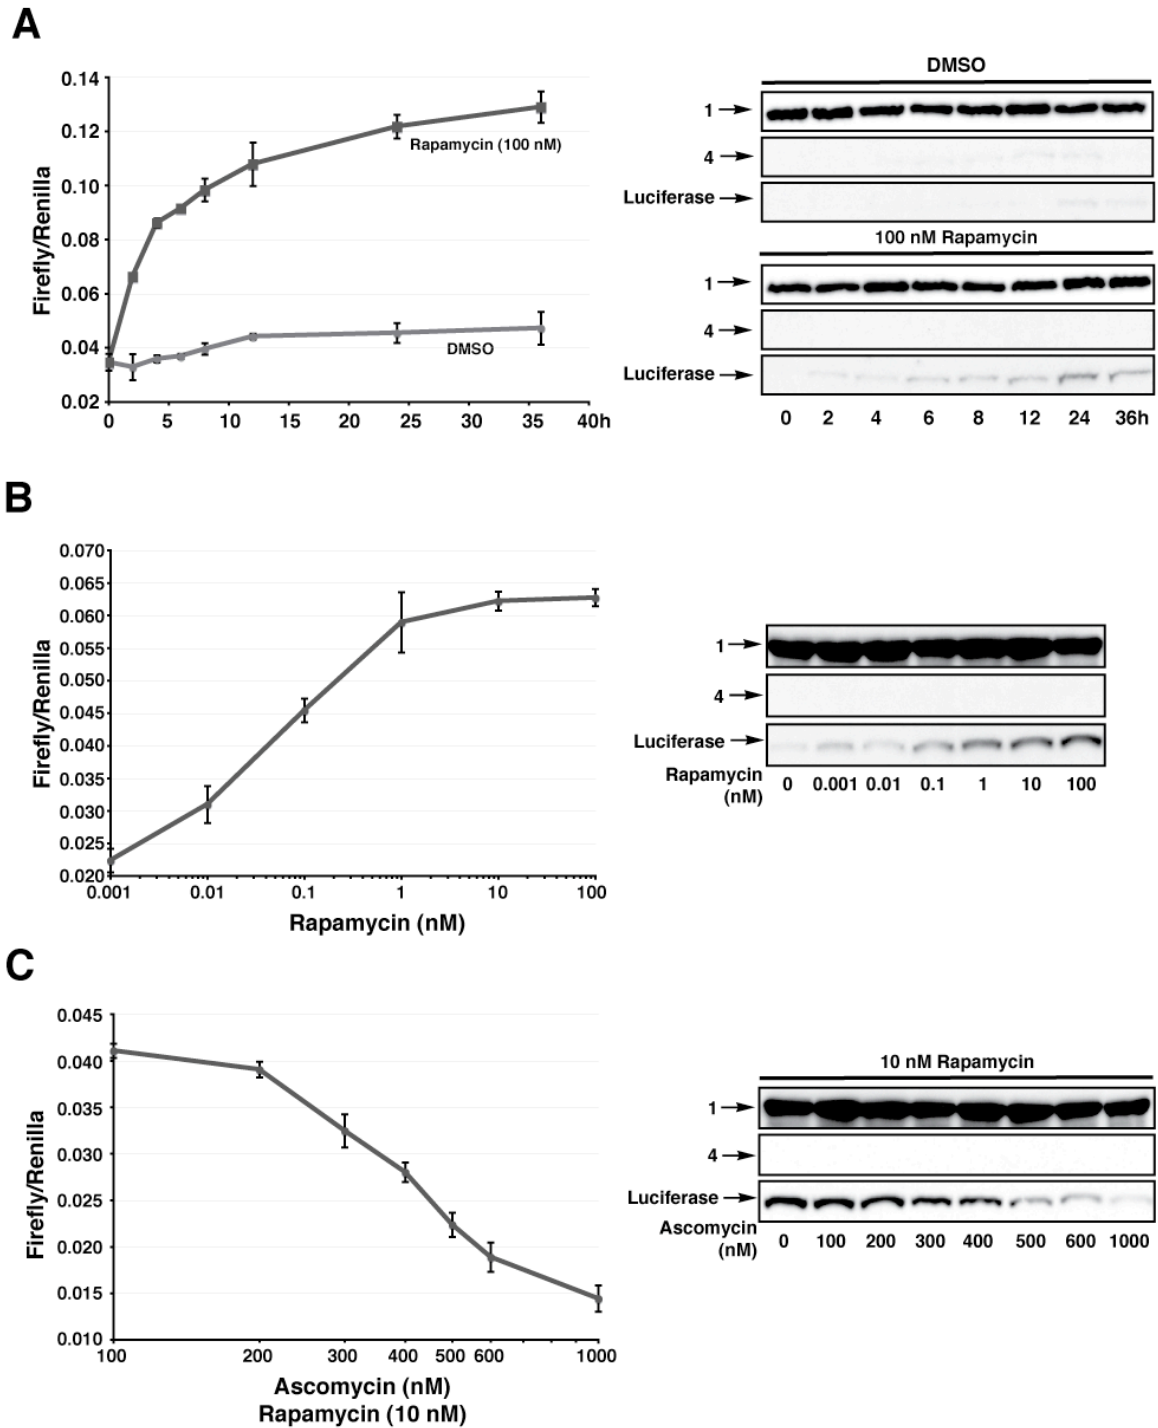 A
0.14
0.12
0.10
0.08
0.06
0.04
0.02
Firefly/Renilla
Rapamycin (100 nM)
DMSO
0 5 10 15 20 25 30 35 40h
DMSO
1
4
Luciferase
100 nM Rapamycin
1
4
Luciferase
0 2 4 6 8 12 24 36h
B
0.070
0.065
0.060
0.055
0.050
0.045
0.040
0.035
0.030
0.025
0.020
Firefly/Renilla
0.001 0.01 0.1 1 10 100
Rapamycin (nM)
1
4
Luciferase
Rapamycin
(nM)
0 0.001 0.01 0.1 1 10 100
C
0.045
0.040
0.035
0.030
0.025
0.020
0.015
0.010
Firefly/Renilla
100 200 300 400 500 600 1000
Ascomycin (nM)
Rapamycin (10 nM)
10 nM Rapamycin
1
4
Luciferase
Ascomycin
(nM)
0 100 200 300 400 500 600 1000